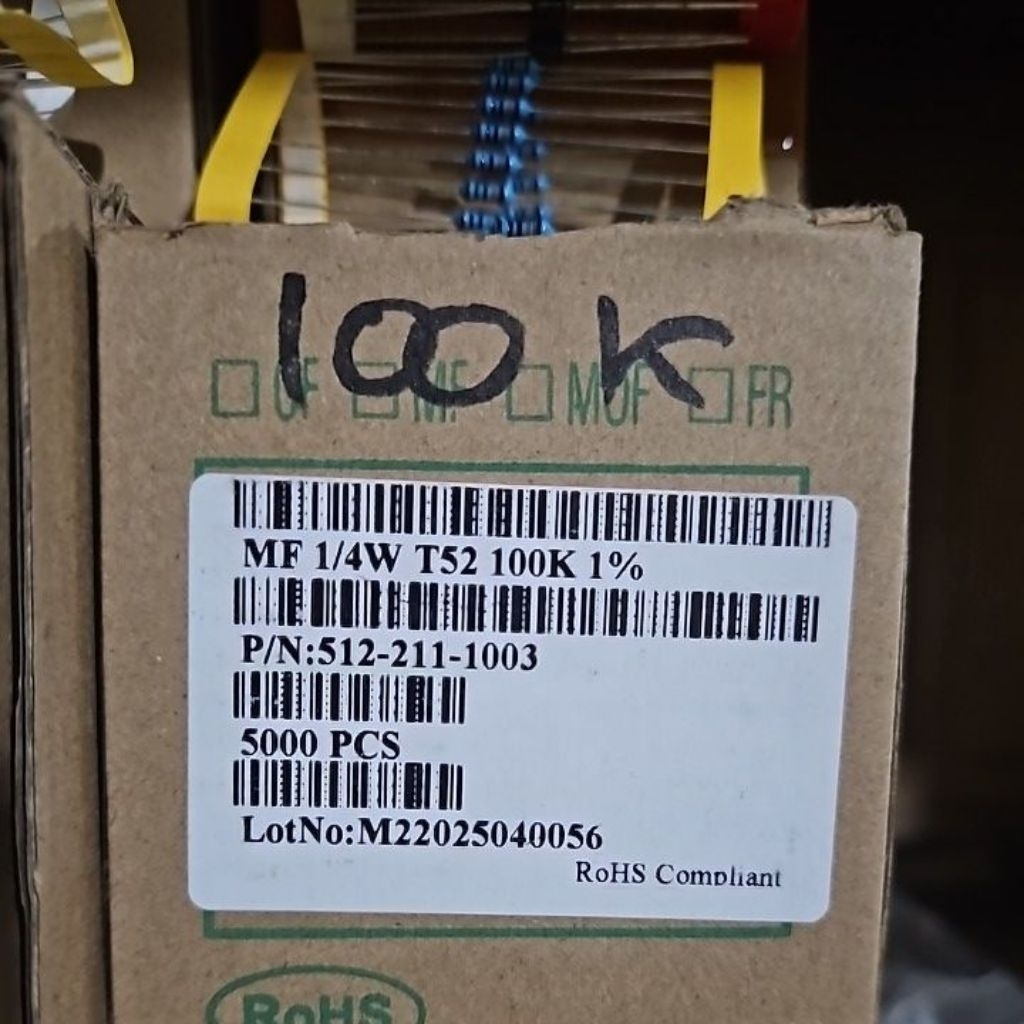 100K
CF MF MOF FR
MF 1/4W T52 100K 1%
P/N:512-211-1003
5000 PCS
LotNo:M22025040056
RoHS Compliant
RoHS